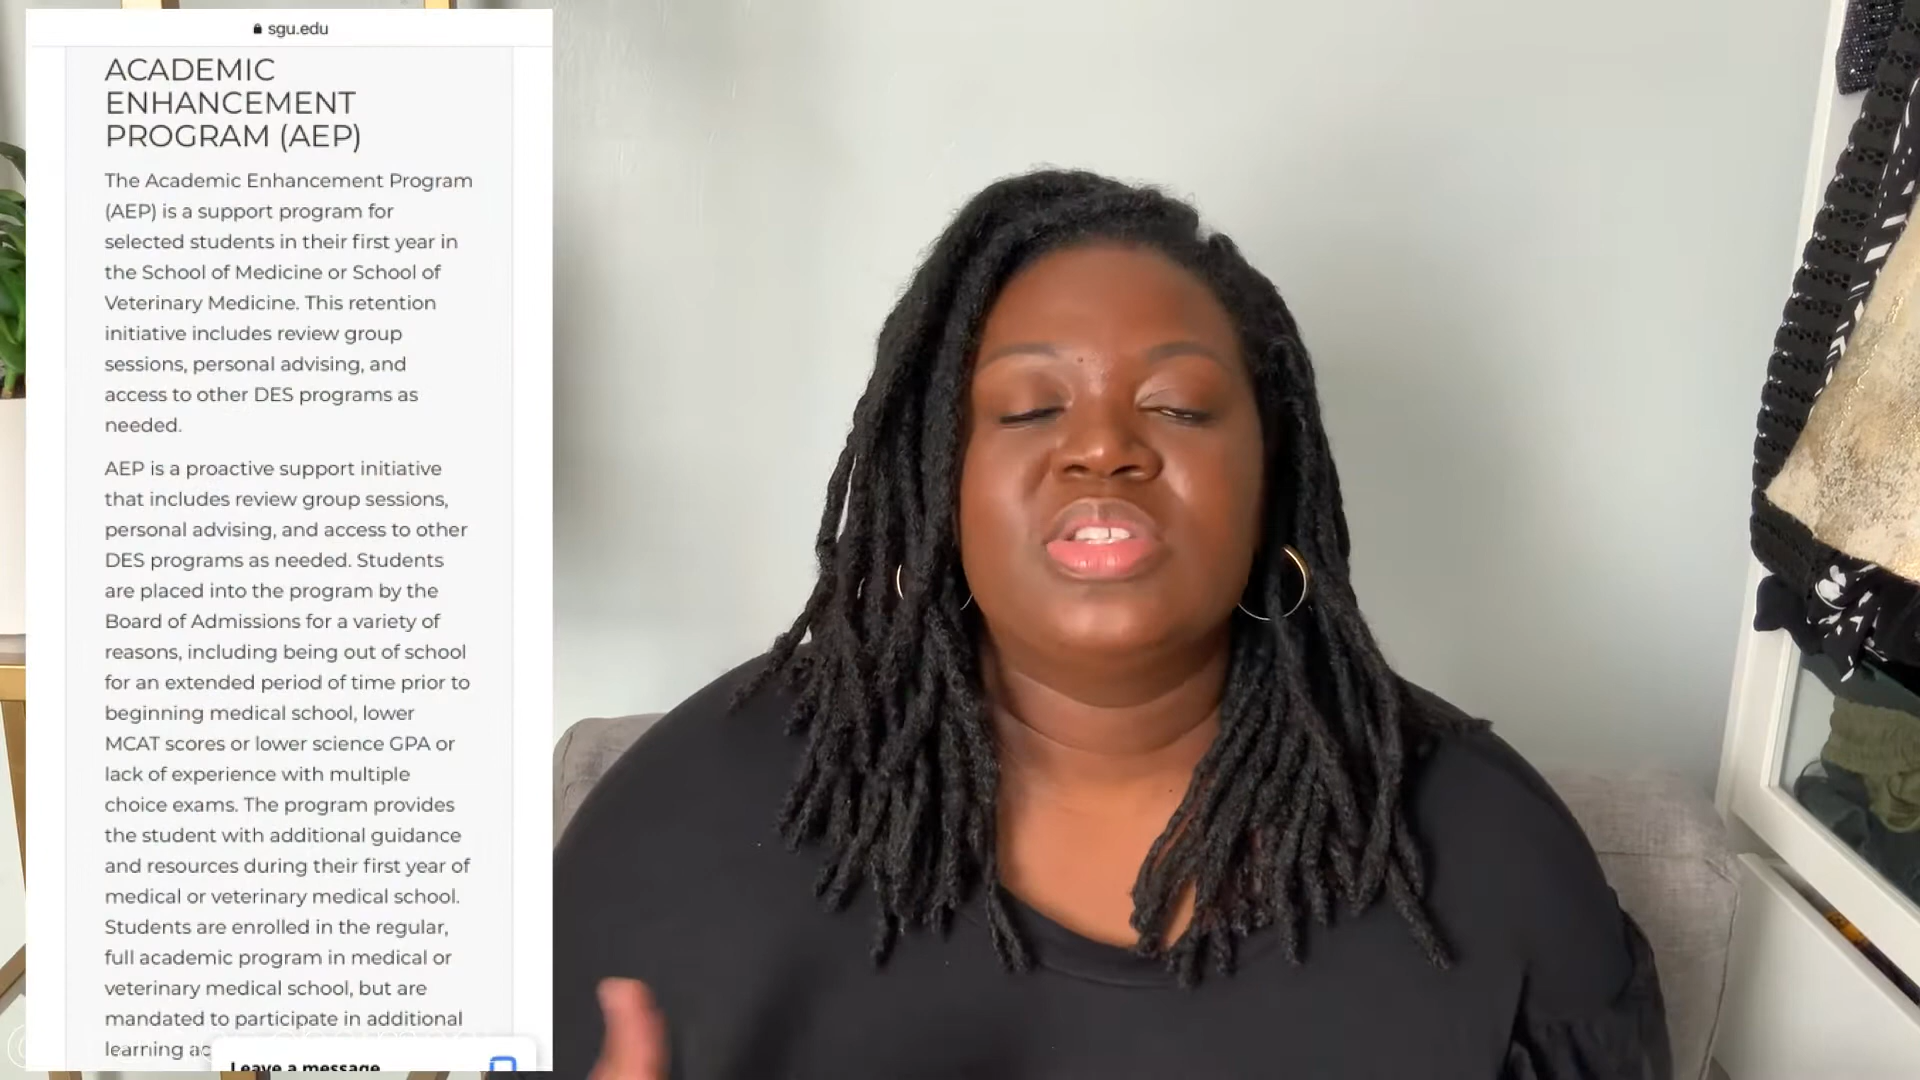 sgu.edu
ACADEMIC
ENHANCEMENT
PROGRAM (AEP)
The Academic Enhancement Program
(AEP) is a support program for
selected students in their first year in
the School of Medicine or School of
Veterinary Medicine. This retention
initiative includes review group
sessions, personal advising, and
access to other DES programs as
needed.
AEP is a proactive support initiative
that includes review group sessions,
personal advising, and access to other
DES programs as needed. Students
are placed into the program by the
Board of Admissions for a variety of
reasons, including being out of school
for an extended period of time prior to
beginning medical school, lower
MCAT scores or lower science GPA or
lack of experience with multiple
choice exams. The program provides
the student with additional guidance
and resources during their first year of
medical or veterinary medical school.
Students are enrolled in the regular,
full academic program in medical or
veterinary medical school, but are
mandated to participate in additional
learning
Leave a message